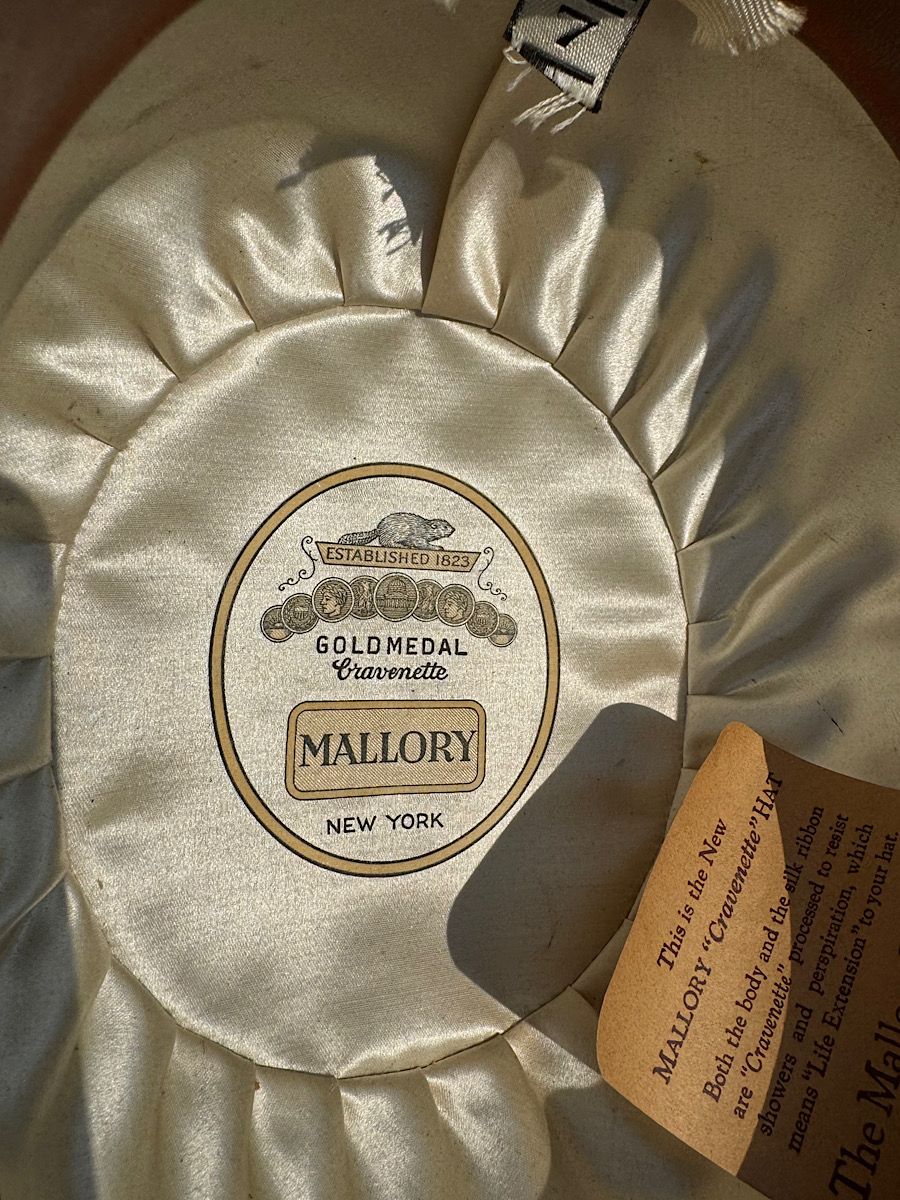 ESTABLISHED 1823
GOLD MEDAL
Cravenette
MALLORY
NEW YORK
This is the New
MALLORY "Cravenette" HAT
Both the body and the silk ribbon
are "Cravenette" processed to resist
showers and perspiration, which
means "Life Extension" to your hat.
The